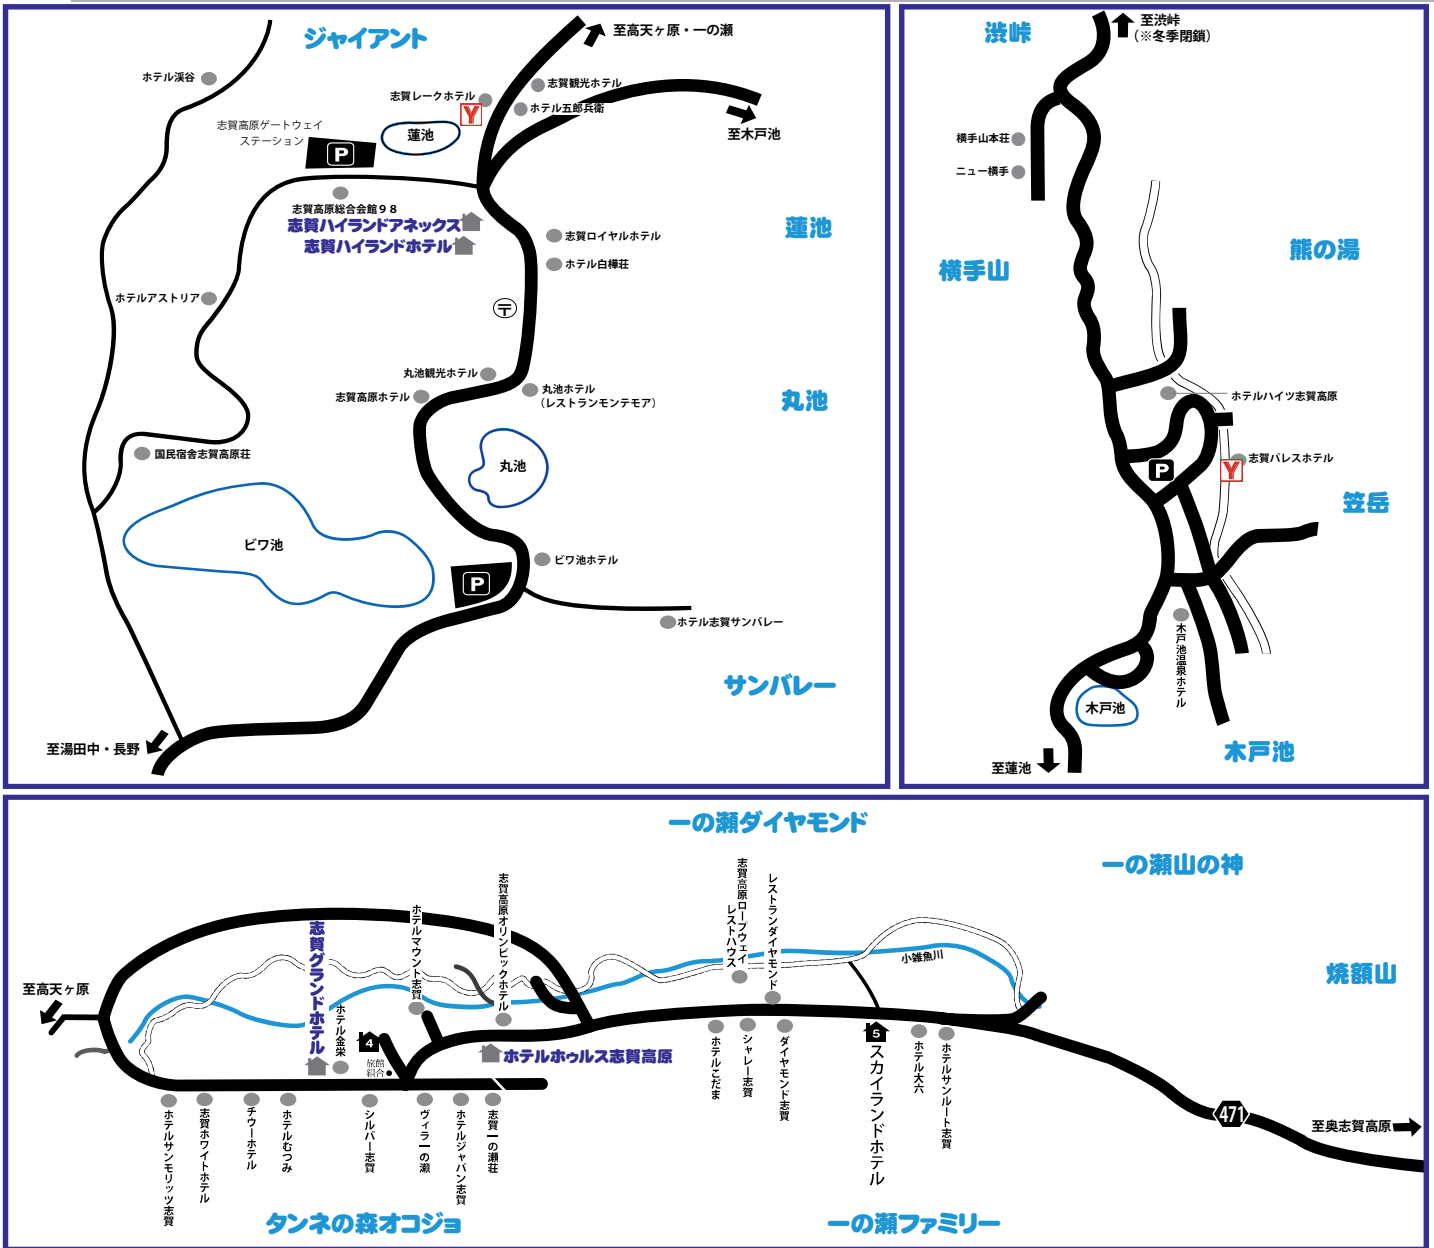 ジャイアント
至高天ヶ原・一の瀬
ホテル渓谷
志賀レークホテル
志賀観光ホテル
ホテル五郎兵衛
Y
志賀高原ゲートウェイ
ステーション
P
蓮池
至木戸池
志賀高原総合会館98
志賀ハイランドアネックス
志賀ハイランドホテル
蓮池
志賀ロイヤルホテル
ホテル白樺荘
ホテルアストリア
〒
丸池観光ホテル
志賀高原ホテル
丸池ホテル
(レストランモンテモア)
丸池
国民宿舎志賀高原荘
丸池
ビワ池
ビワ池ホテル
P
ホテル志賀サンバレー
サンバレー
至湯田中・長野
渋峠
至渋峠
(※冬季閉鎖)
横手山本荘
ニュー横手
横手山
熊の湯
ホテルハイツ志賀高原
志賀パレスホテル
P
Y
笠岳
木戸池温泉ホテル
木戸池
木戸池
至蓮池
一の瀬ダイヤモンド
一の瀬山の神
焼額山
至高天ヶ原
志賀グランドホテル
ホテル金栄
ホテルマウント志賀
志賀高原オリンピックホテル
志賀高原ロープウェイ
レストハウス
レストランダイヤモンド
小雑魚川
4
旅館
組合
ホテルホゥルス志賀高原
ホテルこだま
シャレー志賀
ダイヤモンド志賀
5
スカイランドホテル
ホテル大六
ホテルサンルート志賀
471
至奥志賀高原
ホテルサンモリッツ志賀
志賀ホワイトホテル
チウーホテル
ホテルむつみ
シルバー志賀
ヴィラ一の瀬
ホテルジャパン志賀
志賀一の瀬荘
タンネの森オコジョ
一の瀬ファミリー